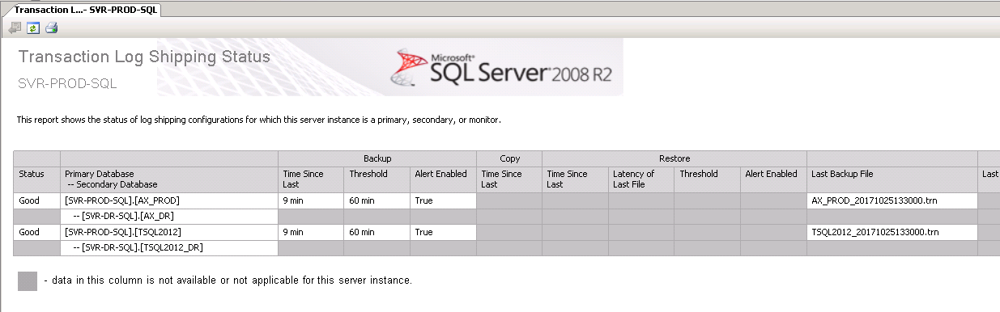 Transaction L...- SVR-PROD-SQL
Transaction Log Shipping Status
SVR-PROD-SQL
Microsoft®
SQL Server® 2008 R2
This report shows the status of log shipping configurations for which this server instance is a primary, secondary, or monitor.
Backup Copy Restore
Status Primary Database -- Secondary Database Time Since Last Threshold Alert Enabled Time Since Last Time Since Last Latency of Last File Threshold Alert Enabled Last Backup File Last
Good [SVR-PROD-SQL].[AX_PROD] 9 min 60 min True AX_PROD_20171025133000.trn
-- [SVR-DR-SQL].[AX_DR]
Good [SVR-PROD-SQL].[TSQL2012] 9 min 60 min True TSQL2012_20171025133000.trn
-- [SVR-DR-SQL].[TSQL2012_DR]
- data in this column is not available or not applicable for this server instance.